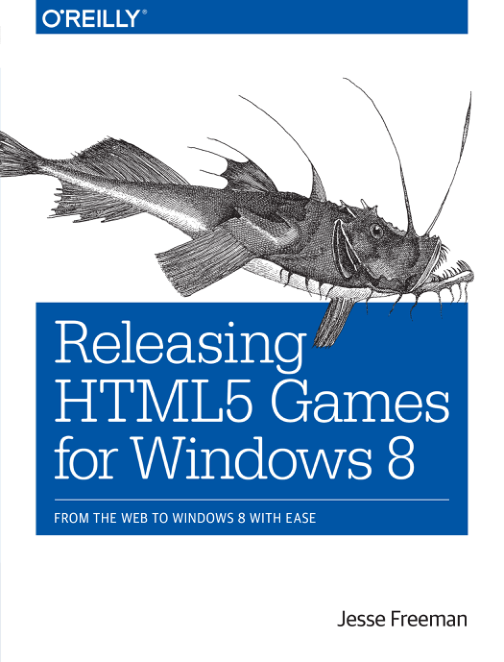 O'REILLY®
Releasing
HTML5 Games
for Windows 8
FROM THE WEB TO WINDOWS 8 WITH EASE
Jesse Freeman